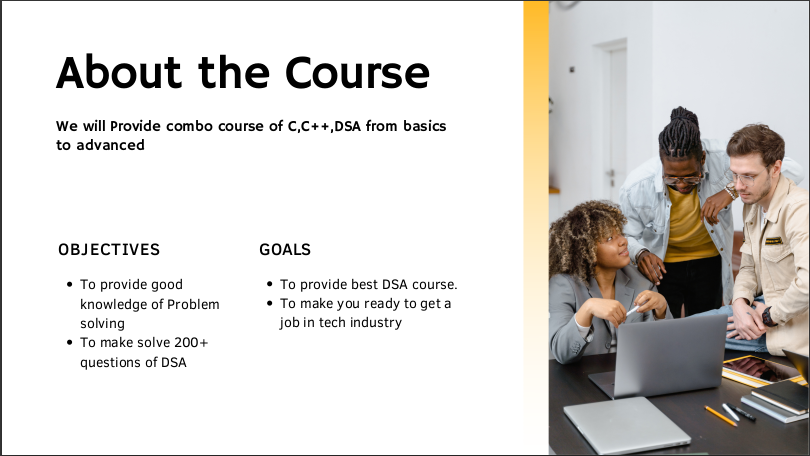 About the Course
We will Provide combo course of C,C++,DSA from basics
to advanced
OBJECTIVES
• To provide good
knowledge of Problem
solving
• To make solve 200+
questions of DSA
GOALS
• To provide best DSA course.
• To make you ready to get a
job in tech industry